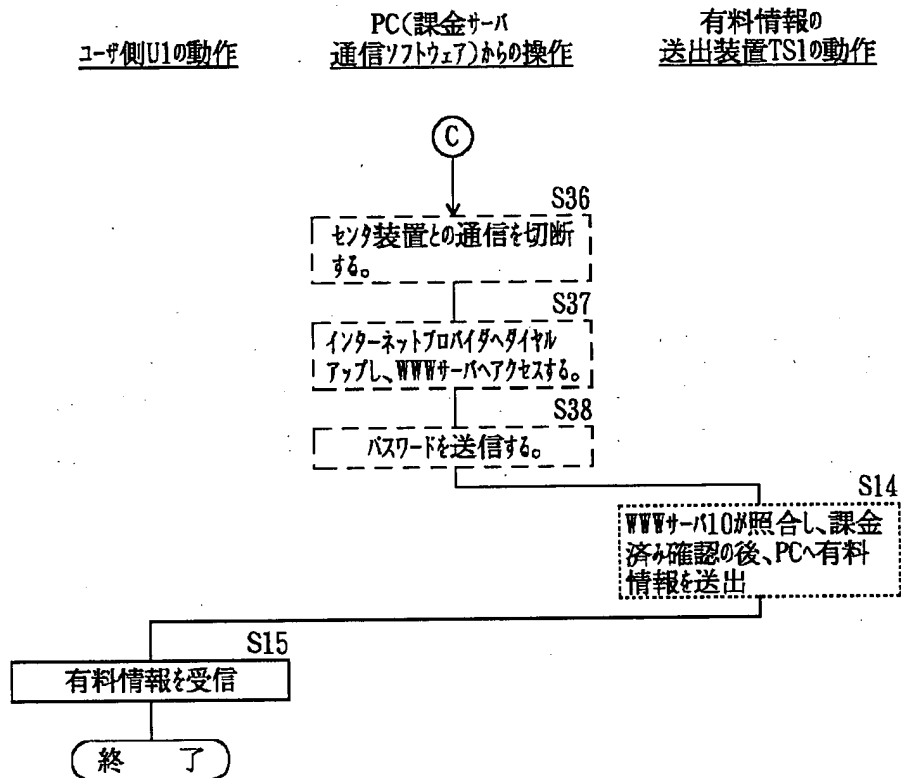 ユーザ側U1の動作
PC(課金サーバ
通信ソフトウェア)からの操作
有料情報の
送出装置TS1の動作
C
S36
センタ装置との通信を切断
する。
S37
インターネットプロバイダへダイヤル
アップし、WWWサーバへアクセスする。
S38
パスワードを送信する。
S14
WWWサーバ10が照合し、課金
済み確認の後、PCへ有料
情報を送出
S15
有料情報を受信
終 了